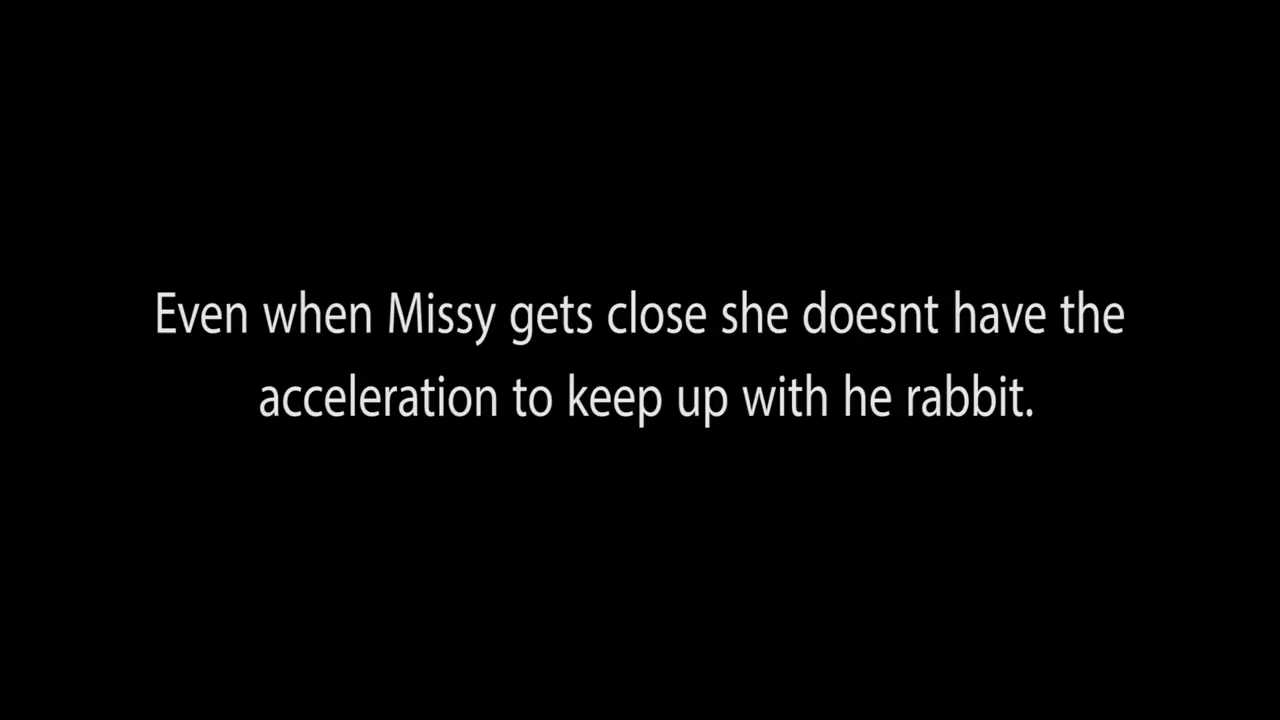 Even when Missy gets close she doesnt have the
acceleration to keep up with he rabbit.